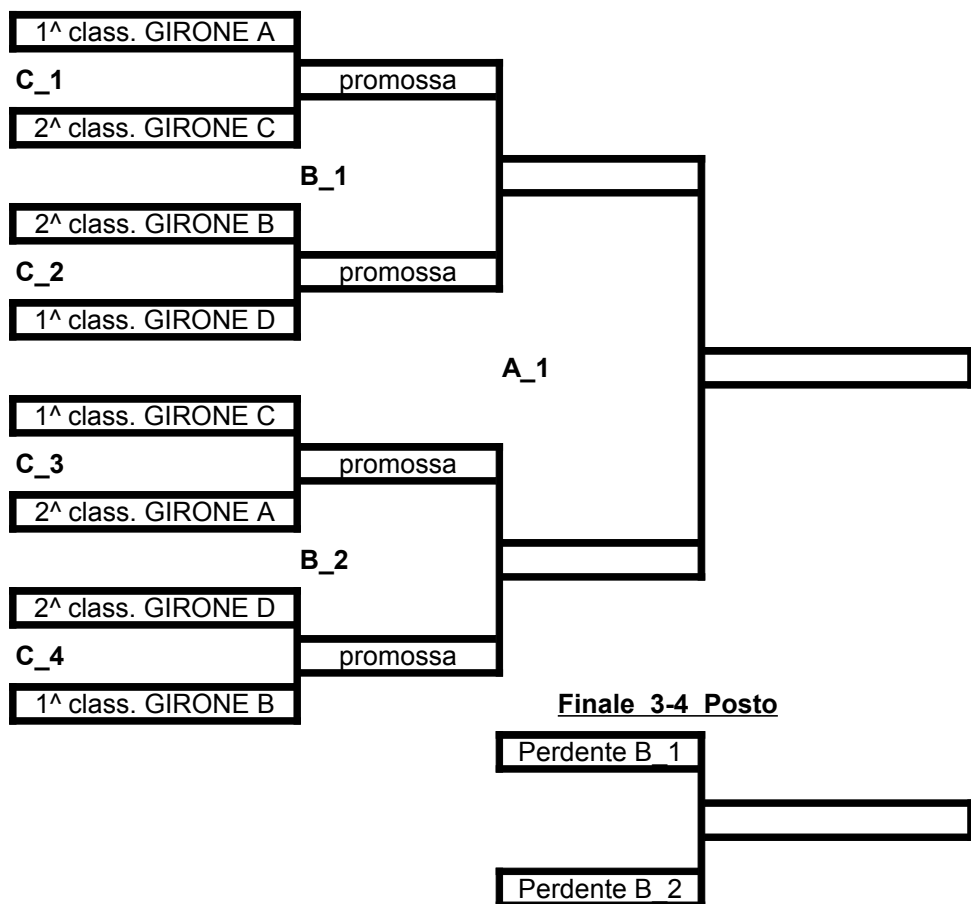 1^ class. GIRONE A
C_1
promossa
2^ class. GIRONE C
B_1
2^ class. GIRONE B
C_2
promossa
1^ class. GIRONE D
A_1
1^ class. GIRONE C
C_3
promossa
2^ class. GIRONE A
B_2
2^ class. GIRONE D
C_4
promossa
1^ class. GIRONE B
Finale 3-4 Posto
Perdente B_1
Perdente B_2